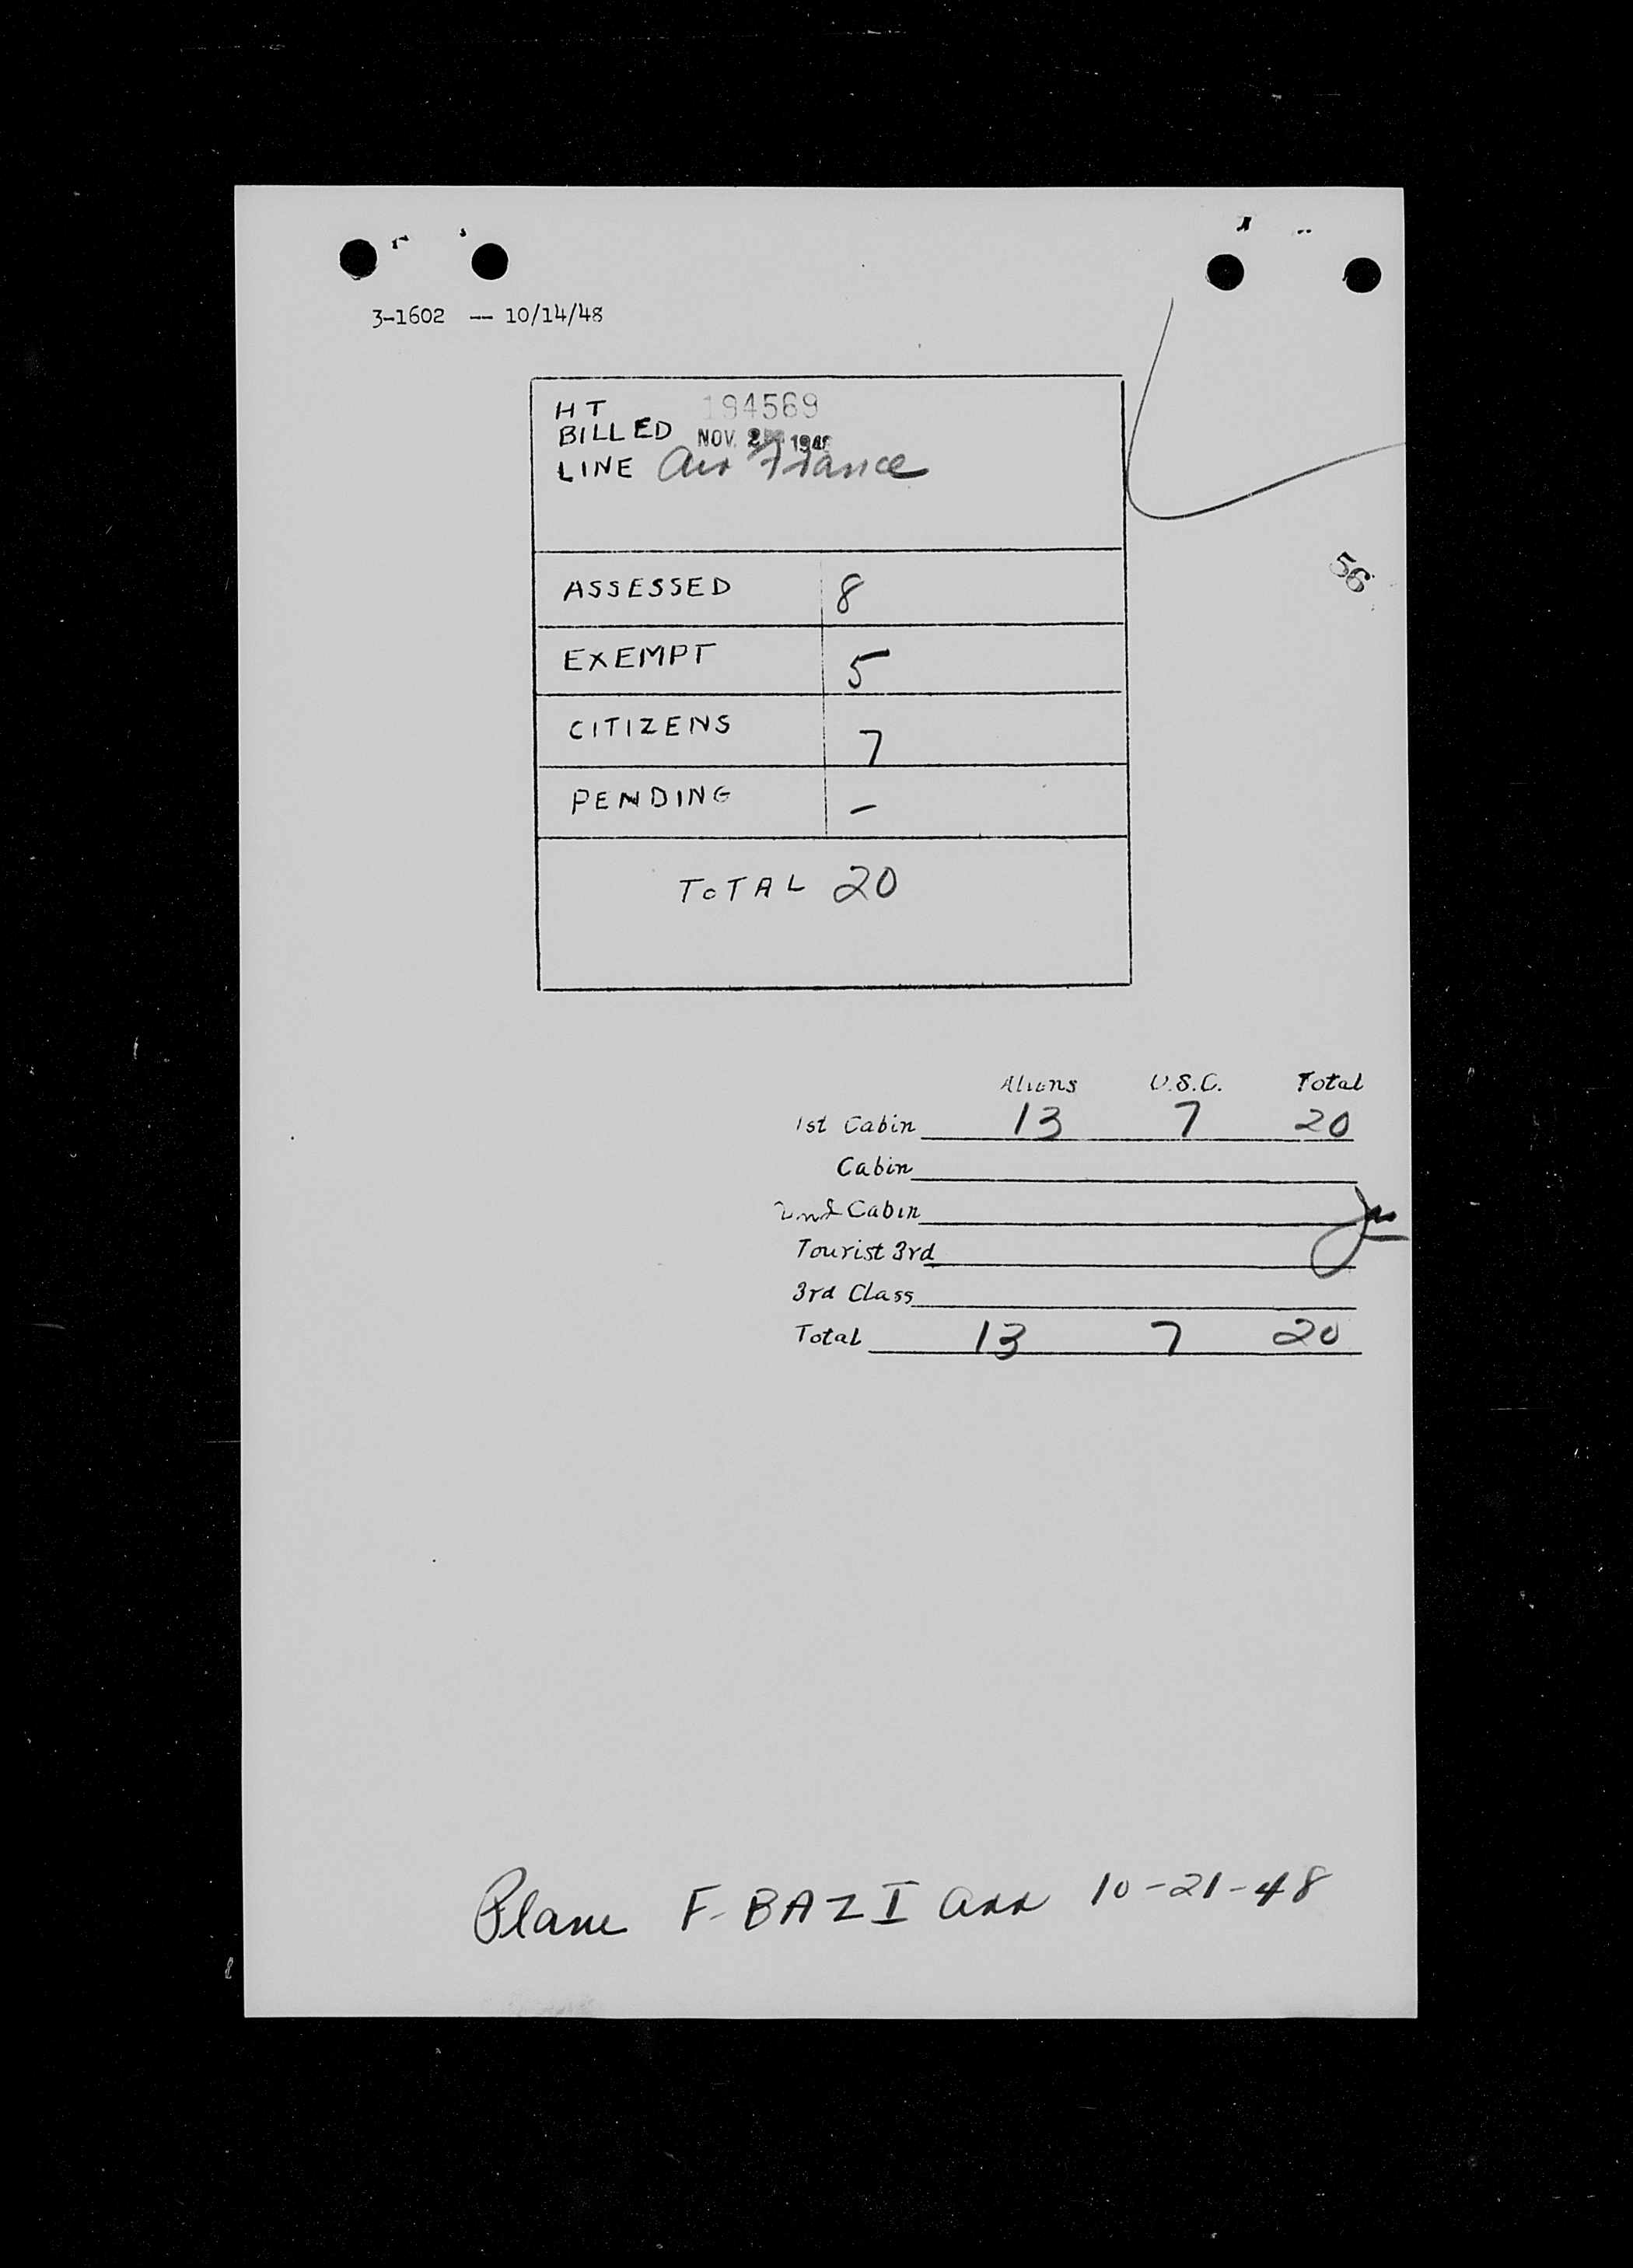 3-1602 -- 10/14/48
HT 194569
BILLED NOV. 1948
LINE Air France
56
ASSESSED 8
EXEMPT 5
CITIZENS 7
PENDING –
TOTAL 20
Aliens U.S.C. Total
1st Cabin 13 7 20
Cabin
2nd Cabin
Tourist 3rd
3rd Class
Total 13 7 20
Plane F-BAZI arr 10-21-48